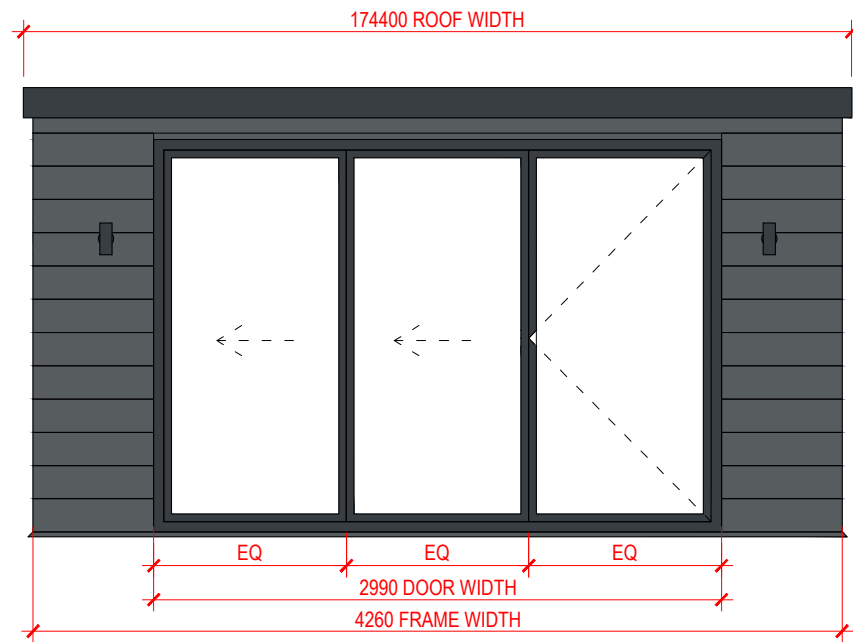 174400 ROOF WIDTH
EQ EQ EQ
2990 DOOR WIDTH
4260 FRAME WIDTH